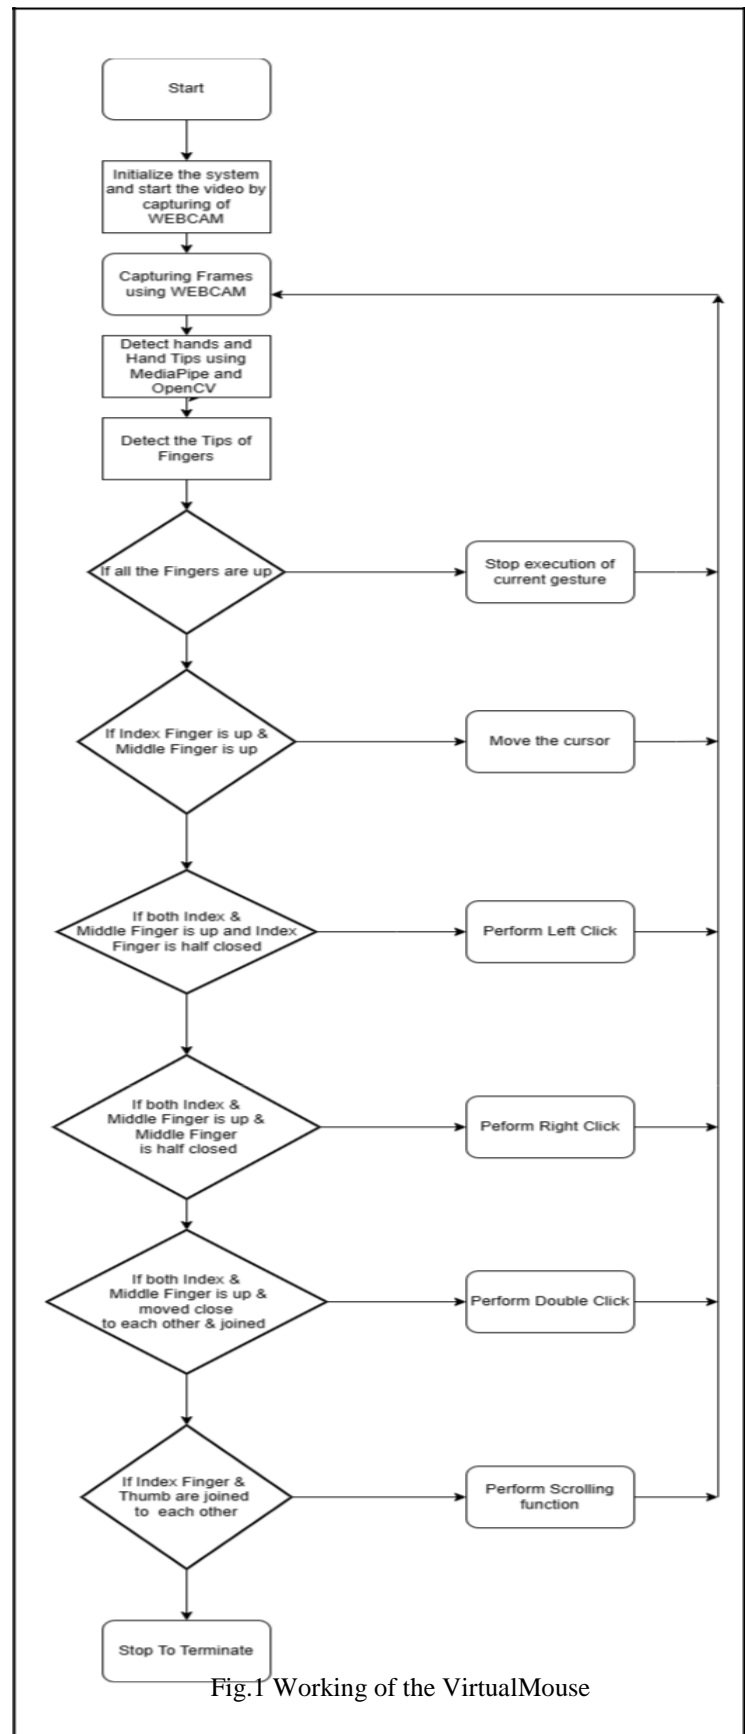 Start
Initialize the system
and start the video by
capturing of
WEBCAM
Capturing Frames
using WEBCAM
Detect hands and
Hand Tips using
MediaPipe and
OpenCV
Detect the Tips of
Fingers
If all the Fingers are up
Stop execution of
current gesture
If Index Finger is up &
Middle Finger is up
Move the cursor
If both Index &
Middle Finger is up and Index
Finger is half closed
Perform Left Click
If both Index &
Middle Finger is up &
Middle Finger
is half closed
Peform Right Click
If both Index &
Middle Finger is up &
moved close
to each other & joined
Perform Double Click
If Index Finger &
Thumb are joined
to each other
Perform Scrolling
function
Stop To Terminate
Fig.1 Working of the VirtualMouse